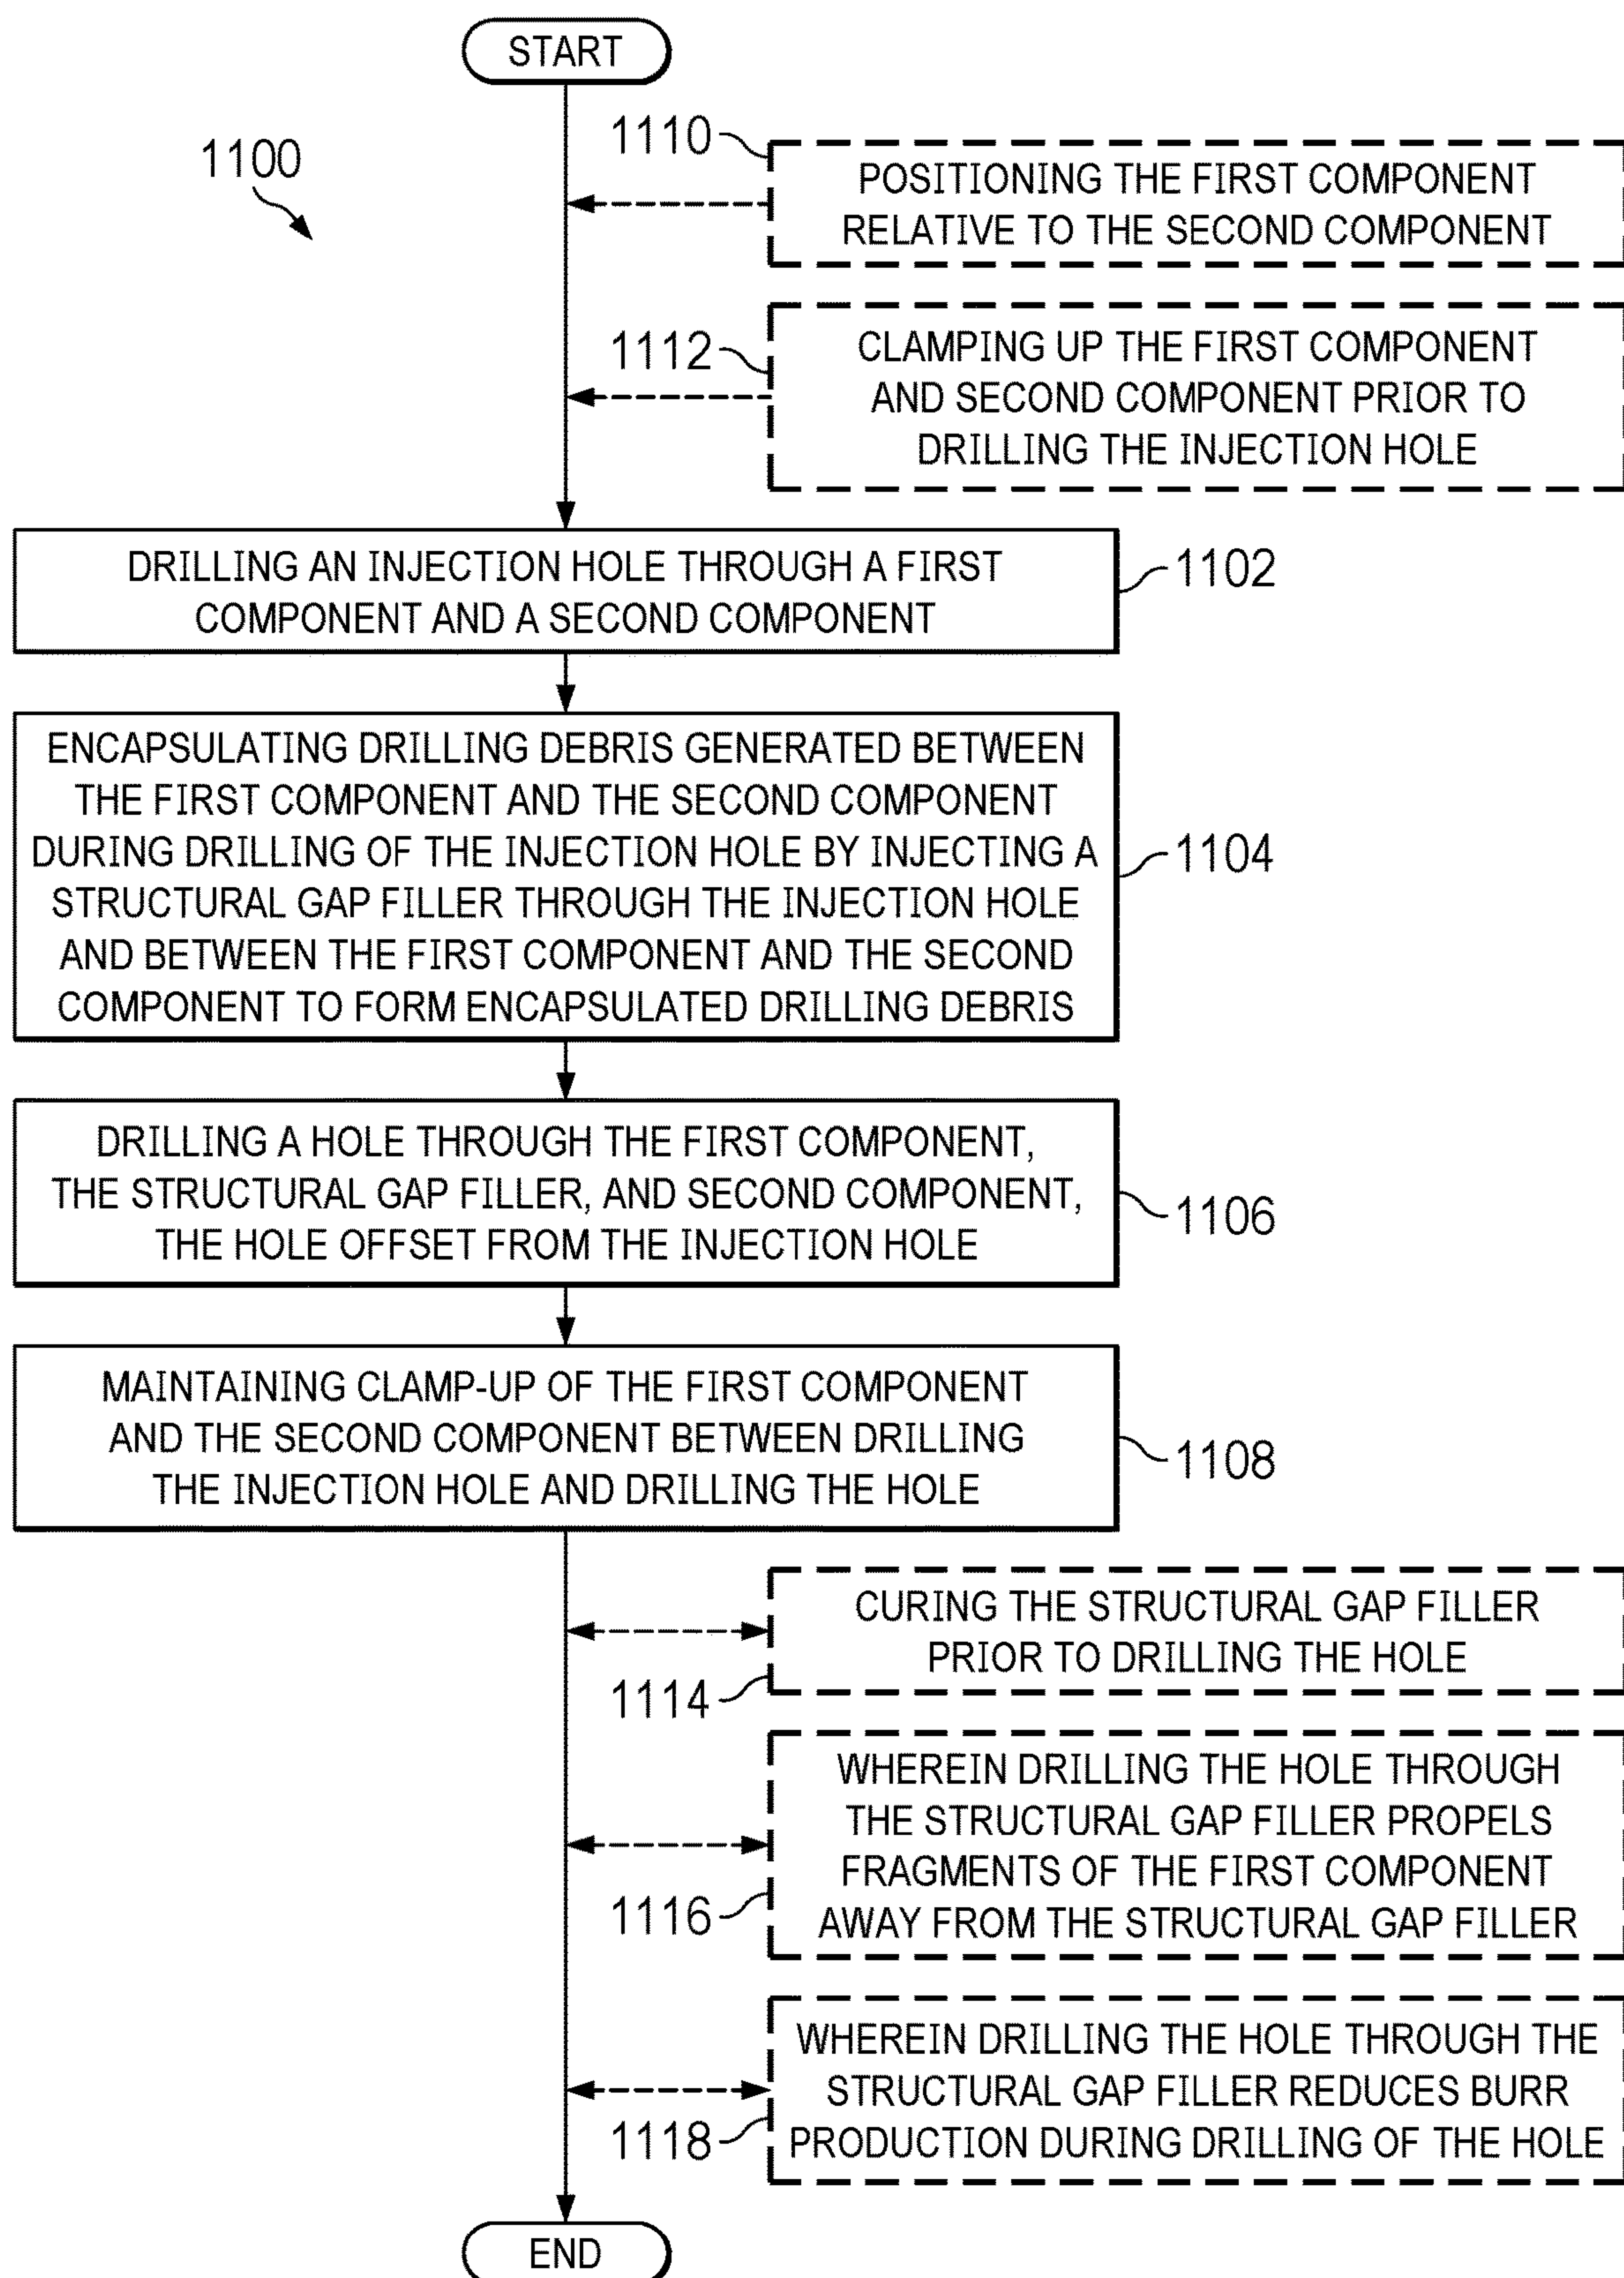 START
1100
1110
POSITIONING THE FIRST COMPONENT
RELATIVE TO THE SECOND COMPONENT
1112
CLAMPING UP THE FIRST COMPONENT
AND SECOND COMPONENT PRIOR TO
DRILLING THE INJECTION HOLE
DRILLING AN INJECTION HOLE THROUGH A FIRST
COMPONENT AND A SECOND COMPONENT
1102
ENCAPSULATING DRILLING DEBRIS GENERATED BETWEEN
THE FIRST COMPONENT AND THE SECOND COMPONENT
DURING DRILLING OF THE INJECTION HOLE BY INJECTING A
STRUCTURAL GAP FILLER THROUGH THE INJECTION HOLE
AND BETWEEN THE FIRST COMPONENT AND THE SECOND
COMPONENT TO FORM ENCAPSULATED DRILLING DEBRIS
1104
DRILLING A HOLE THROUGH THE FIRST COMPONENT,
THE STRUCTURAL GAP FILLER, AND SECOND COMPONENT,
THE HOLE OFFSET FROM THE INJECTION HOLE
1106
MAINTAINING CLAMP-UP OF THE FIRST COMPONENT
AND THE SECOND COMPONENT BETWEEN DRILLING
THE INJECTION HOLE AND DRILLING THE HOLE
1108
CURING THE STRUCTURAL GAP FILLER
PRIOR TO DRILLING THE HOLE
1114
WHEREIN DRILLING THE HOLE THROUGH
THE STRUCTURAL GAP FILLER PROPELS
FRAGMENTS OF THE FIRST COMPONENT
AWAY FROM THE STRUCTURAL GAP FILLER
1116
WHEREIN DRILLING THE HOLE THROUGH THE
STRUCTURAL GAP FILLER REDUCES BURR
PRODUCTION DURING DRILLING OF THE HOLE
1118
END